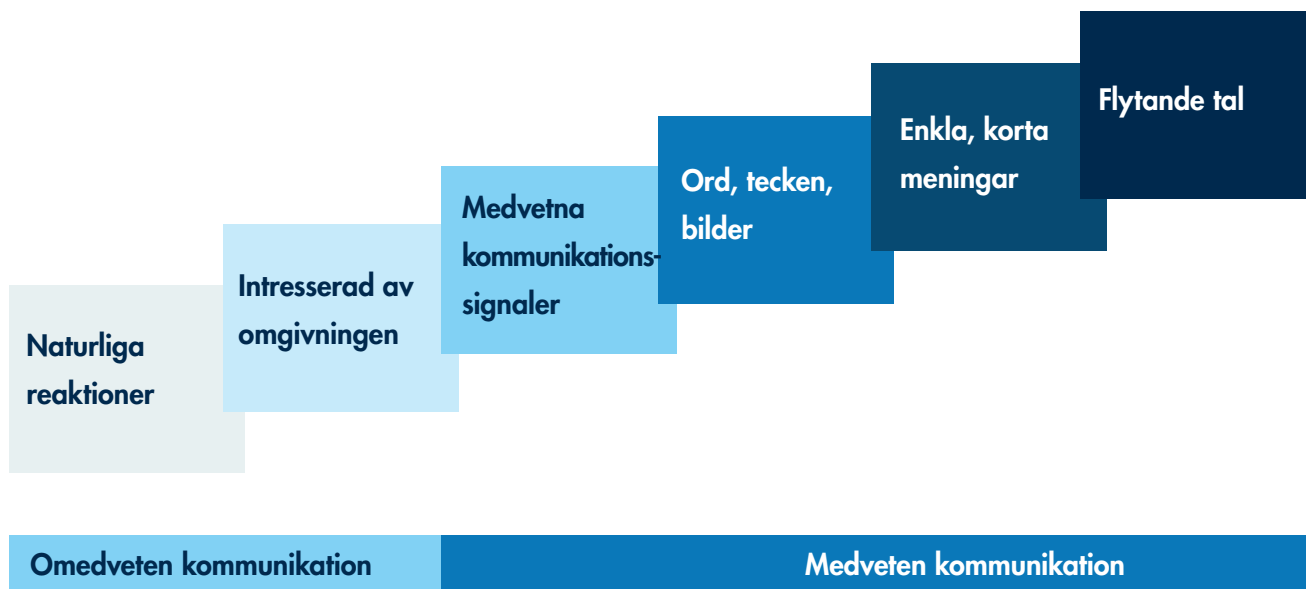 Naturliga
reaktioner
Intresserad av
omgivningen
Medvetna
kommunikations-
signaler
Ord, tecken,
bilder
Enkla, korta
meningar
Flytande tal
Omedveten kommunikation
Medveten kommunikation